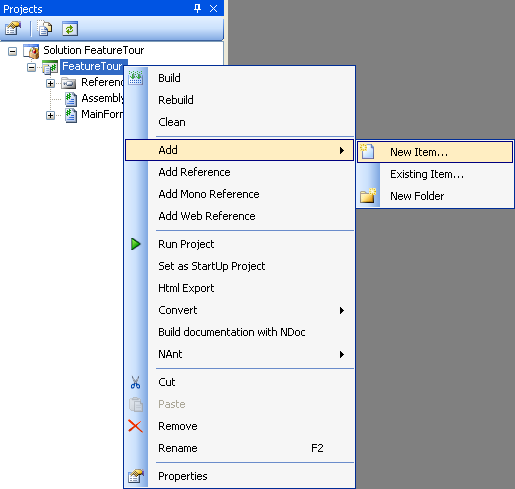 Projects
Solution FeatureTour
FeatureTour
Referenc
Assembly
MainForm
Build
Rebuild
Clean
Add
New Item...
Existing Item...
New Folder
Add Reference
Add Mono Reference
Add Web Reference
Run Project
Set as StartUp Project
Html Export
Convert
Build documentation with NDoc
NAnt
Cut
Paste
Remove
Rename F2
Properties